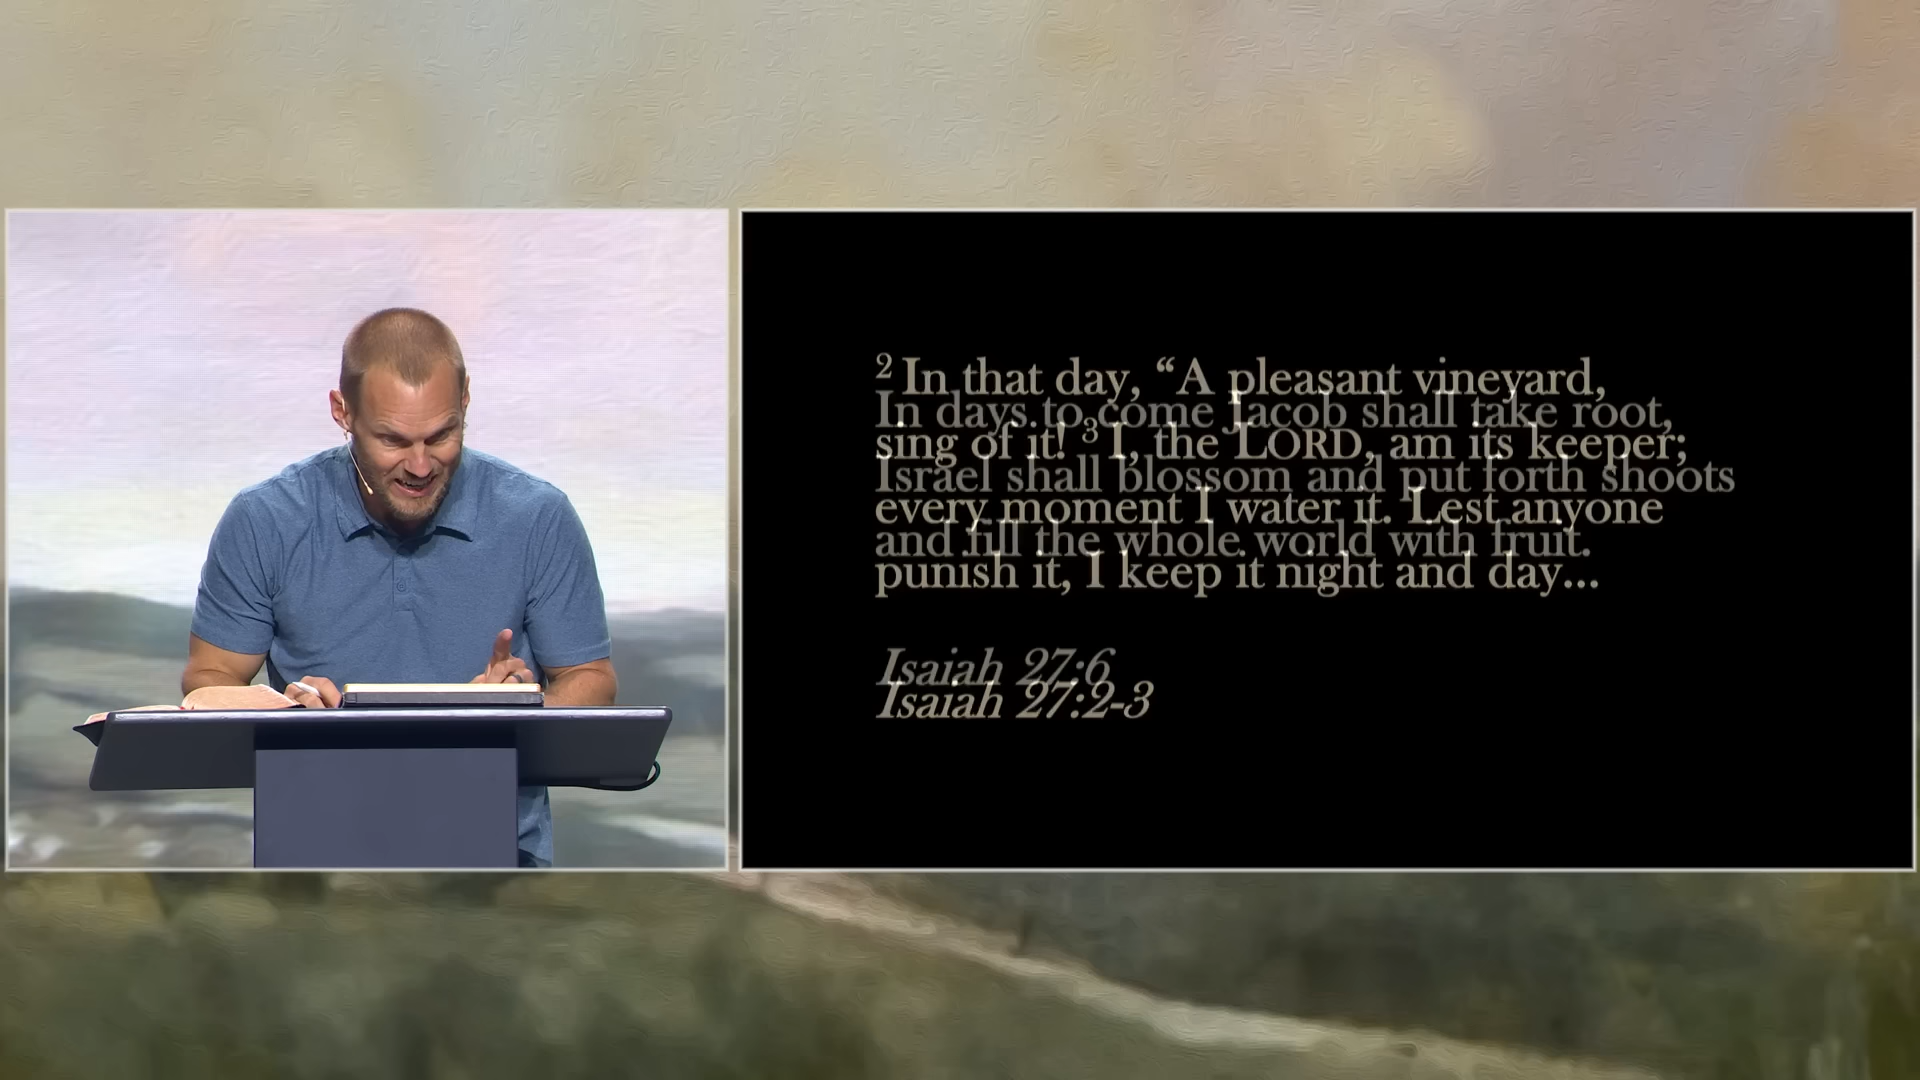 2 In that day, “A pleasant vineyard,
In days to come Jacob shall take root,
sing of it! 3 I, the LORD, am its keeper;
Israel shall blossom and put forth shoots
every moment I water it. Lest anyone
and fill the whole world with fruit.
punish it, I keep it night and day...
Isaiah 27:6
Isaiah 27:2-3